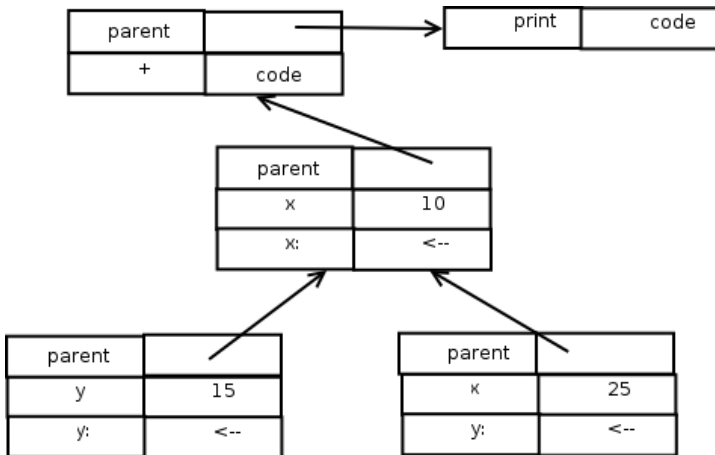 parent
+ code
print code
parent
x 10
x: <--
parent
y 15
y: <--
parent
x 25
y: <--